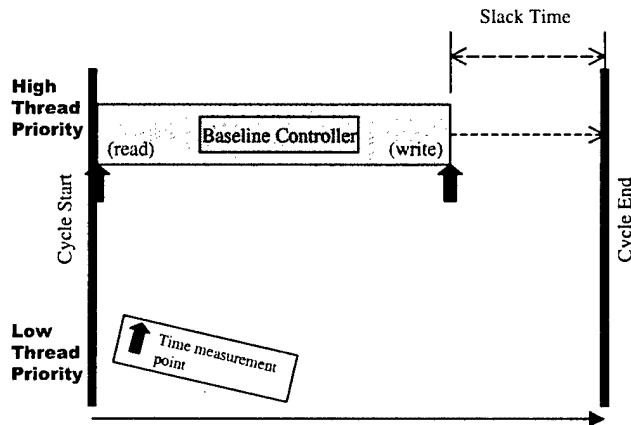 Slack Time
High
Thread
Priority
Baseline Controller
(read)
(write)
Cycle Start
Cycle End
Low
Thread
Priority
Time measurement
point